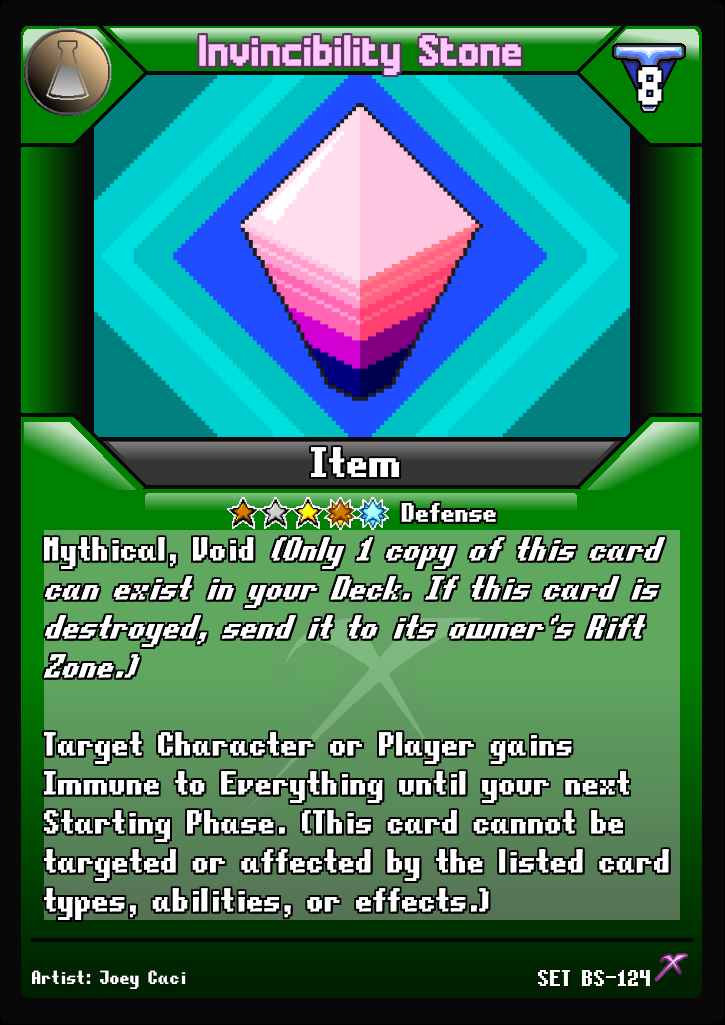 Invincibility Stone
8
Item
Defense
Mythical, Void (Only 1 copy of this card
can exist in your Deck. If this card is
destroyed, send it to its owner's Rift
Zone.)
Target Character or Player gains
Immune to Everything until your next
Starting Phase. (This card cannot be
targeted or affected by the listed card
types, abilities, or effects.)
Artist: Joey Caci
SET BS-124